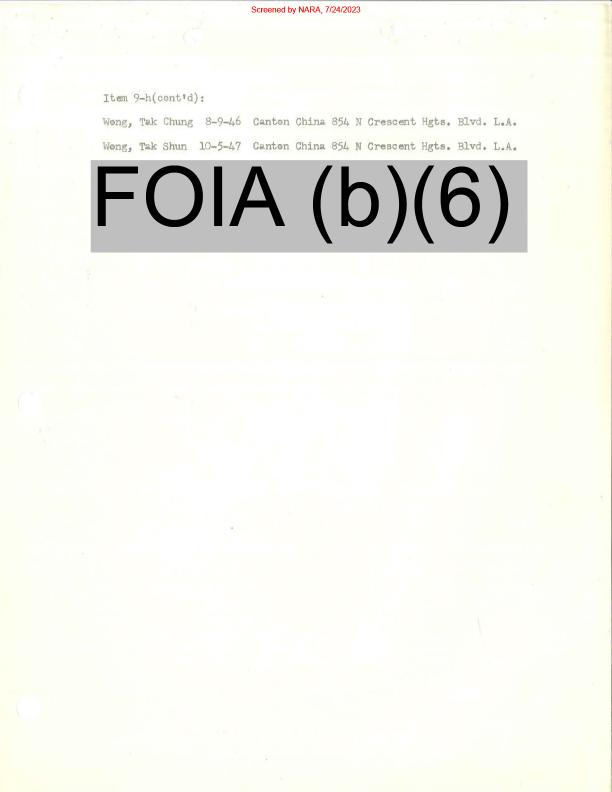 Screened by NARA, 7/24/2023
Item 9-h(cont'd):
Wong, Tak Chung 8-9-46 Canton China 854 N Crescent Hgts. Blvd. L.A.
Wong, Tak Shun 10-5-47 Canton China 854 N Crescent Hgts. Blvd. L.A.
FOIA (b)(6)